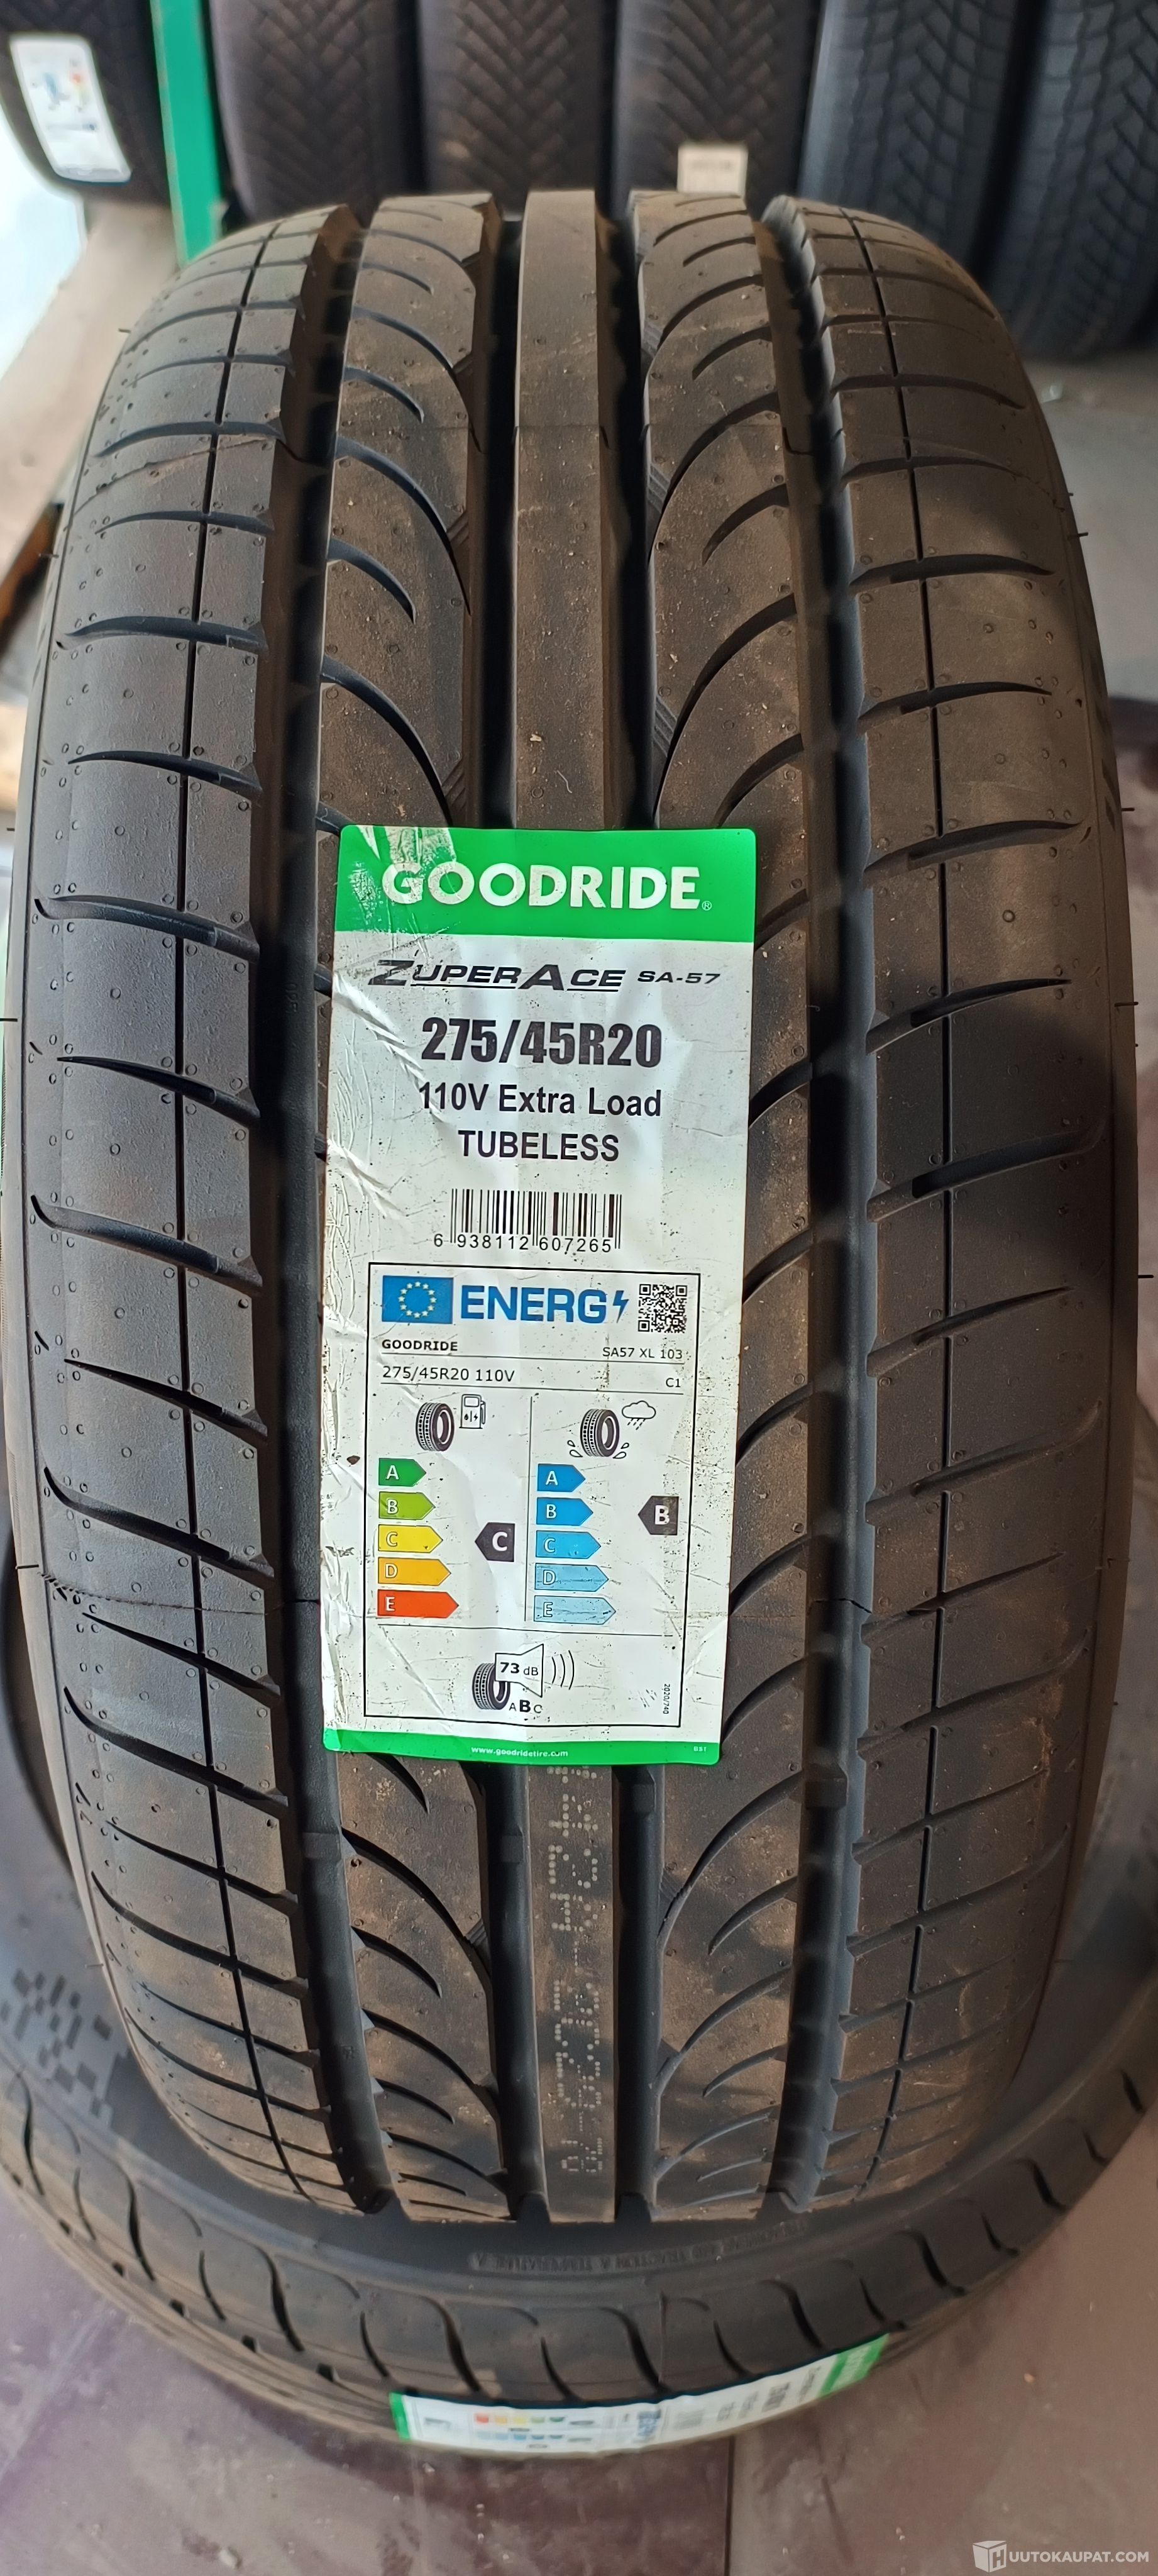 GOODRIDE®
ZUPERACE SA-57
275/45R20
110V Extra Load
TUBELESS
6 938112 607265
ENERG
GOODRIDE
SA57 XL 103
275/45R20 110V
C1
A
B
C
D
E
C
A
B
C
D
E
B
73 dB
ABC
2020/740
www.goodridetire.com
HUUTOKAUPAT.COM